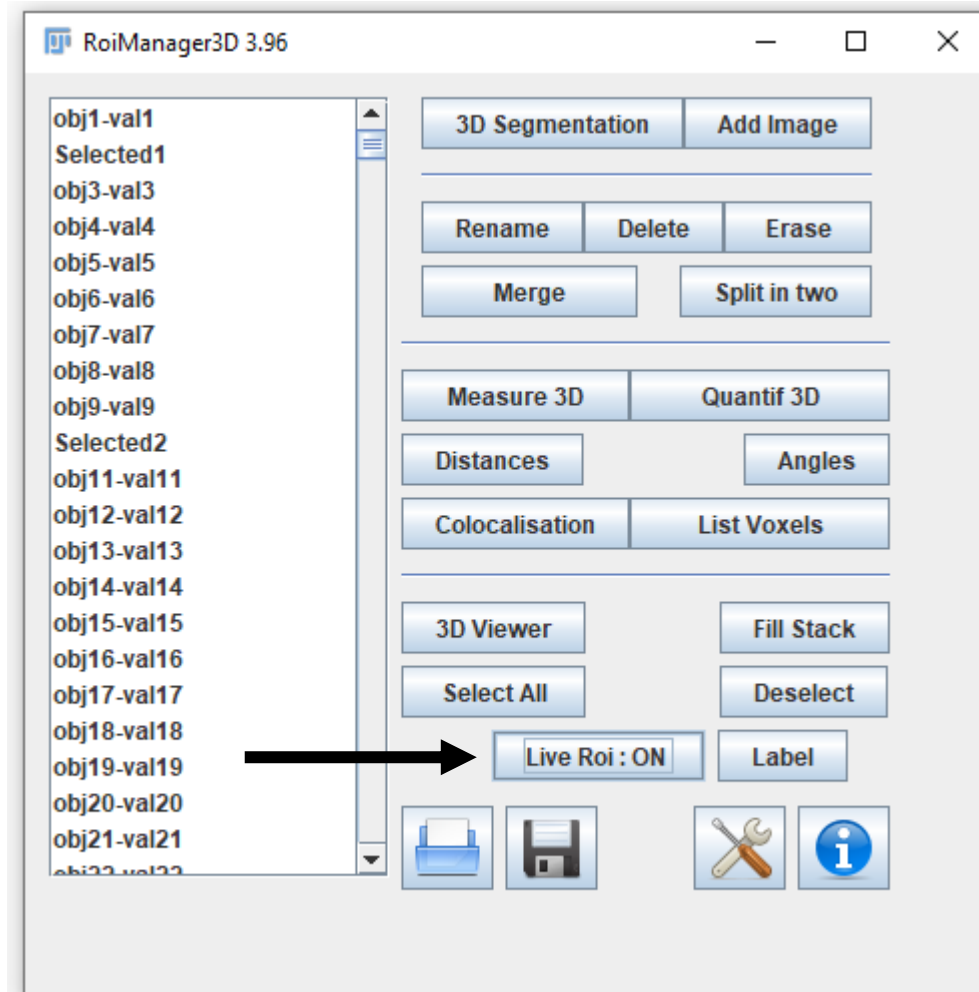 RoiManager3D 3.96
obj1-val1
Selected1
obj3-val3
obj4-val4
obj5-val5
obj6-val6
obj7-val7
obj8-val8
obj9-val9
Selected2
obj11-val11
obj12-val12
obj13-val13
obj14-val14
obj15-val15
obj16-val16
obj17-val17
obj18-val18
obj19-val19
obj20-val20
obj21-val21
obj22-val22
3D Segmentation Add Image
Rename Delete Erase
Merge Split in two
Measure 3D Quantif 3D
Distances Angles
Colocalisation List Voxels
3D Viewer Fill Stack
Select All Deselect
Live Roi : ON Label